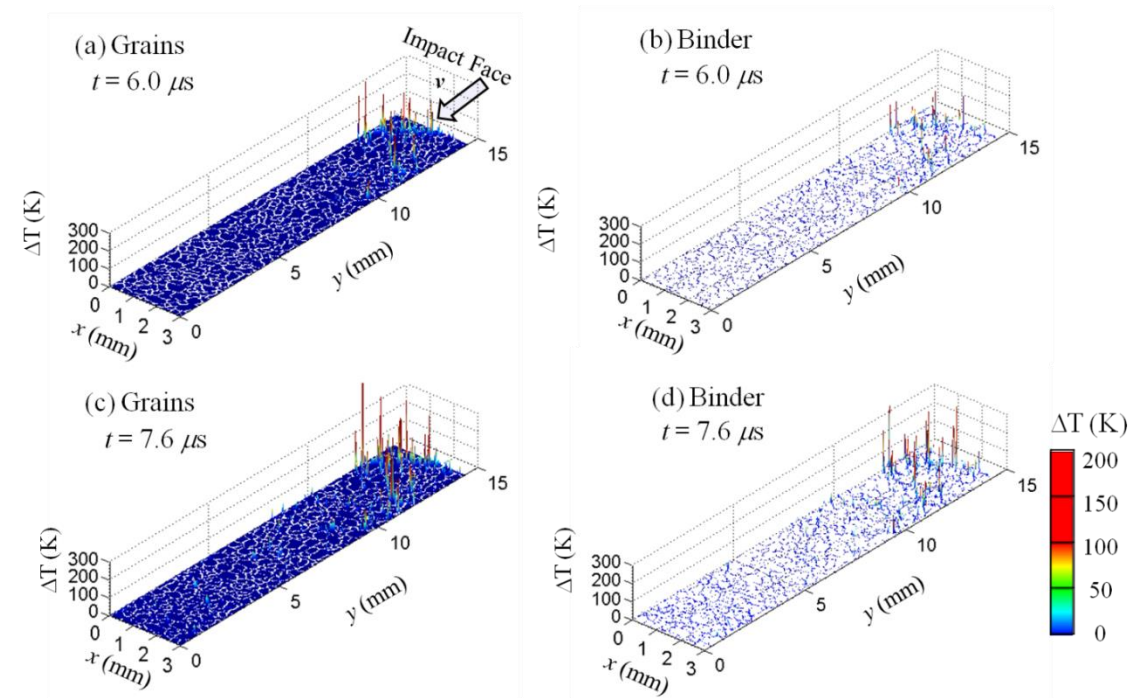 (a) Grains
t = 6.0 μs
Impact Face
v
300
200
100
0
ΔT (K)
0
1
2
3
x (mm)
0
5
10
15
y (mm)
(b) Binder
t = 6.0 μs
300
200
100
0
ΔT (K)
0
1
2
3
x (mm)
0
5
10
15
y (mm)
(c) Grains
t = 7.6 μs
300
200
100
0
ΔT (K)
0
1
2
3
x (mm)
0
5
10
15
y (mm)
(d) Binder
t = 7.6 μs
300
200
100
0
ΔT (K)
0
1
2
3
x (mm)
0
5
10
15
y (mm)
ΔT (K)
200
150
100
50
0